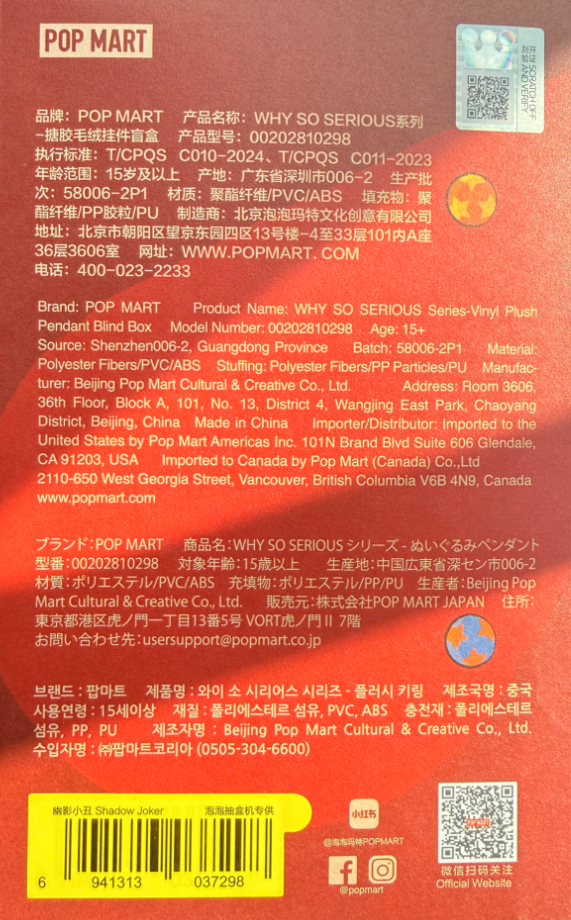 POP MART
刮开验真 SCRATCH OFF AND VERIFY
品牌：POP MART 产品名称：WHY SO SERIOUS系列
-搪胶毛绒挂件盲盒 产品型号：00202810298
执行标准：T/CPQS C010-2024、T/CPQS C011-2023
年龄范围：15岁及以上 产地：广东省深圳市006-2 生产批
次：58006-2P1 材质：聚酯纤维/PVC/ABS 填充物：聚
酯纤维/PP胶粒/PU 制造商：北京泡泡玛特文化创意有限公司
地址：北京市朝阳区望京东园四区13号楼-4至33层101内A座
36层3606室 网址：WWW.POPMART.COM
电话：400-023-2233
Brand: POP MART Product Name: WHY SO SERIOUS Series-Vinyl Plush
Pendant Blind Box Model Number: 00202810298 Age: 15+
Source: Shenzhen006-2, Guangdong Province Batch: 58006-2P1 Material:
Polyester Fibers/PVC/ABS Stuffing: Polyester Fibers/PP Particles/PU Manufac-
turer: Beijing Pop Mart Cultural & Creative Co., Ltd. Address: Room 3606,
36th Floor, Block A, 101, No. 13, District 4, Wangjing East Park, Chaoyang
District, Beijing, China Made in China Importer/Distributor: Imported to the
United States by Pop Mart Americas Inc. 101N Brand Blvd Suite 606 Glendale,
CA 91203, USA Imported to Canada by Pop Mart (Canada) Co.,Ltd
2110-650 West Georgia Street, Vancouver, British Columbia V6B 4N9, Canada
www.popmart.com
ブランド：POP MART 商品名：WHY SO SERIOUS シリーズ - ぬいぐるみペンダント
型番：00202810298 対象年齢：15歳以上 生産地：中国広東省深セン市006-2
材質：ポリエステル/PVC/ABS 充填物：ポリエステル/PP/PU 生産者：Beijing Pop
Mart Cultural & Creative Co., Ltd. 販売元：株式会社POP MART JAPAN 住所：
東京都港区虎ノ門一丁目13番5号 VORT虎ノ門Ⅱ 7階
お問い合わせ先：usersupport@popmart.co.jp
브랜드 : 팝마트 제품명 : 와이 소 시리어스 시리즈 - 플러시 키링 제조국명 : 중국
사용연령 : 15세이상 재질 : 폴리에스테르 섬유, PVC, ABS 충전재 : 폴리에스테르
섬유, PP, PU 제조자명 : Beijing Pop Mart Cultural & Creative Co., Ltd.
수입자명 : ㈜팝마트코리아 (0505-304-6600)
幽影小丑 Shadow Joker 泡泡抽盒机专供
6 941313 037298
小红书
@泡泡玛特POPMART
@popmart
POP MART
微信扫码关注
Official Website